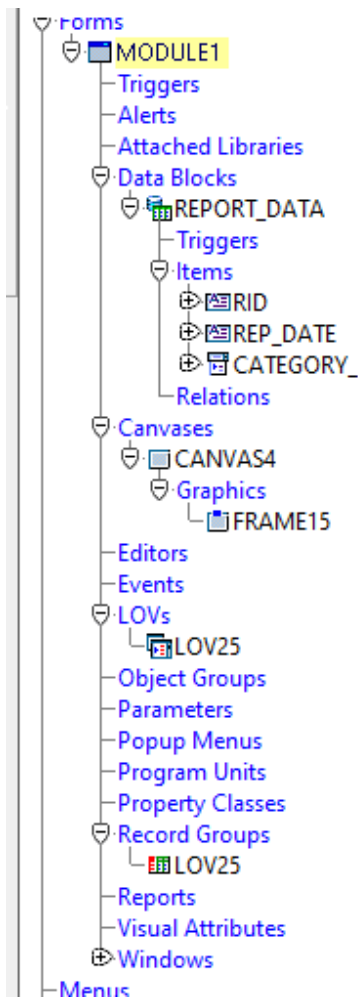 Forms
MODULE1
Triggers
Alerts
Attached Libraries
Data Blocks
REPORT_DATA
Triggers
Items
RID
REP_DATE
CATEGORY_
Relations
Canvases
CANVAS4
Graphics
FRAME15
Editors
Events
LOVs
LOV25
Object Groups
Parameters
Popup Menus
Program Units
Property Classes
Record Groups
LOV25
Reports
Visual Attributes
Windows
Menus